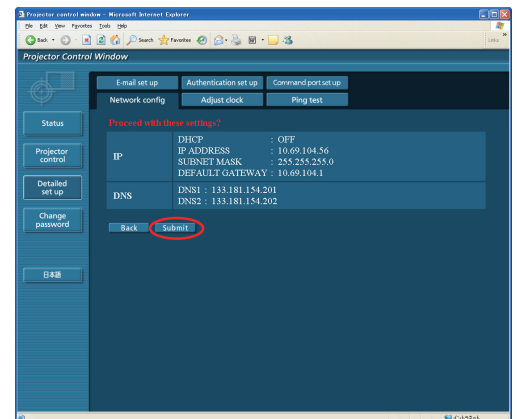 Projector control window - Microsoft Internet Explorer
File Edit View Favorites Tools Help
Back Search Favorites Links
Projector Control Window
E-mail set up Authentication set up Command port set up
Network config Adjust clock Ping test
Status
Projector control
Detailed set up
Change password
日本語
Proceed with these settings?
IP
DHCP : OFF
IP ADDRESS : 10.69.104.56
SUBNET MASK : 255.255.255.0
DEFAULT GATEWAY : 10.69.104.1
DNS
DNS1 : 133.181.154.201
DNS2 : 133.181.154.202
Back Submit